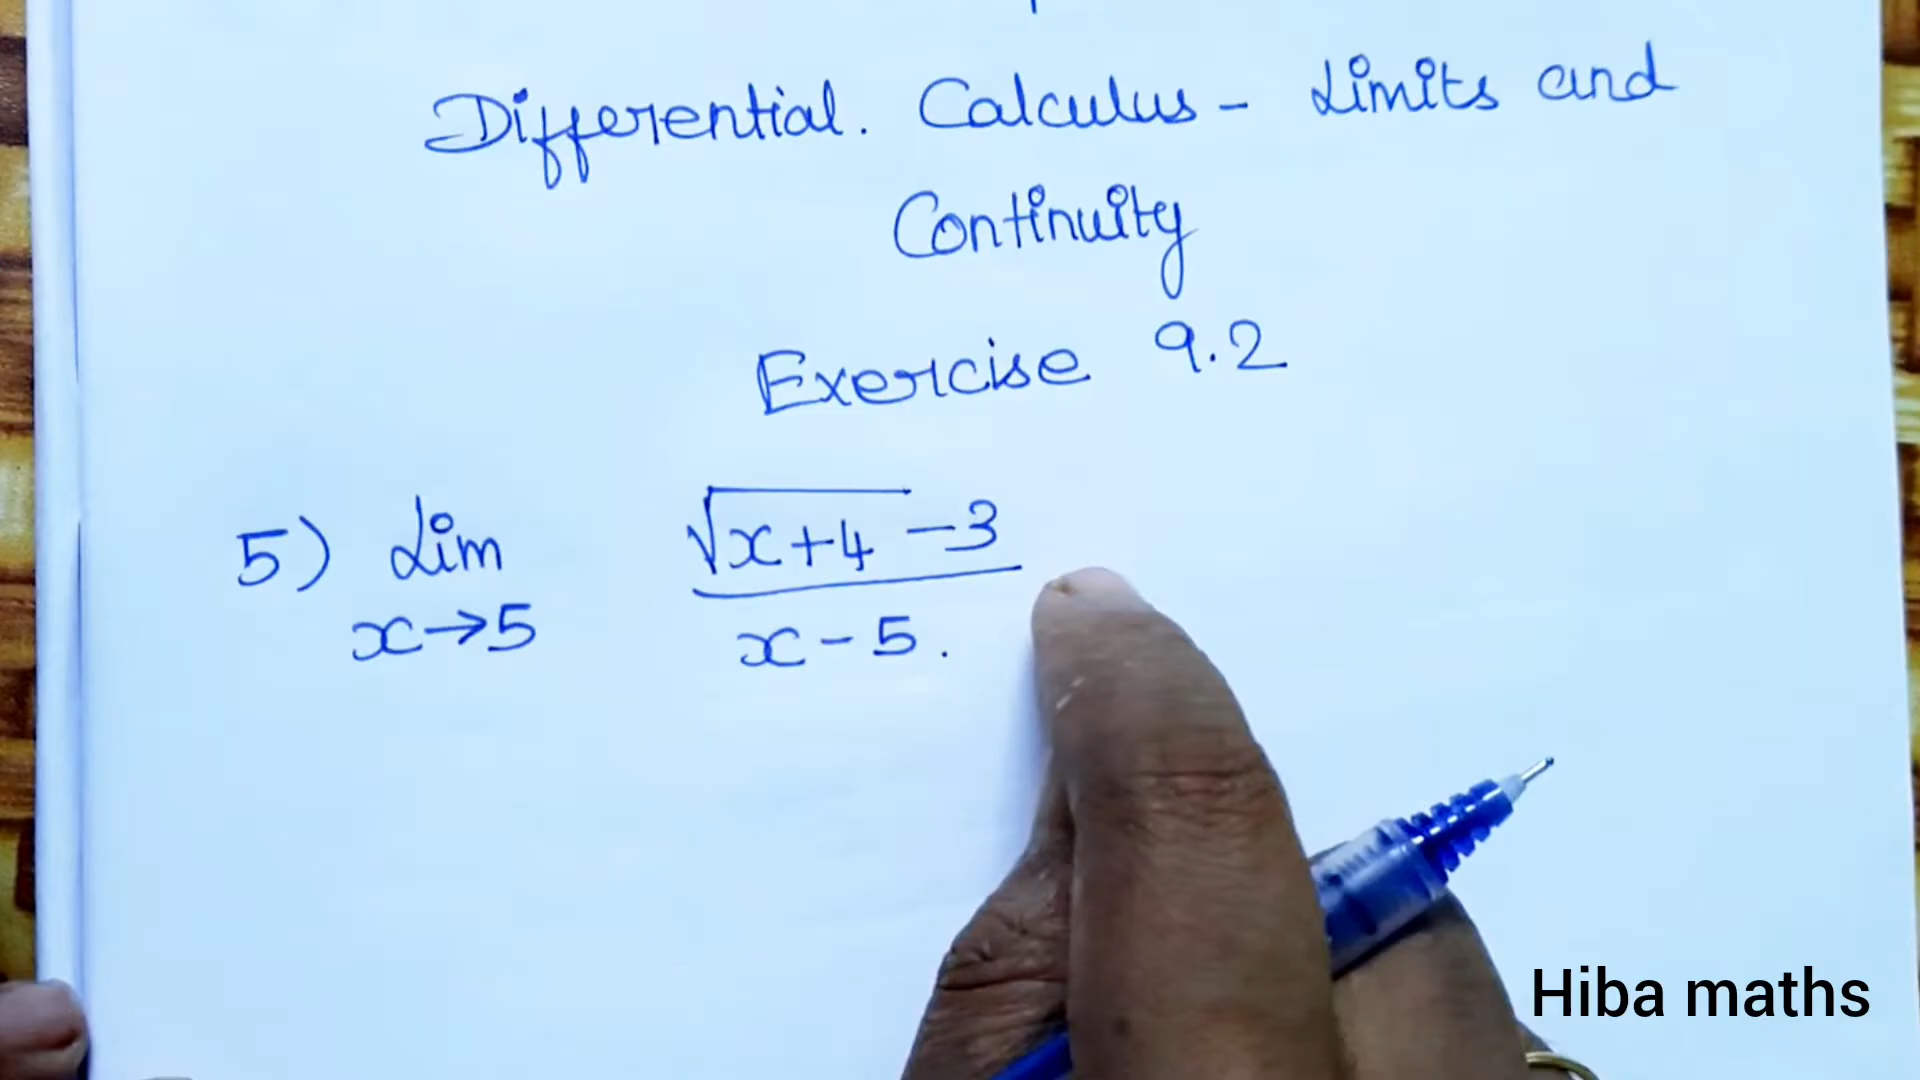 Differential. Calculus - Limits and
Continuity
Exercise 9.2
5) Lim x→5 √x+4 -3 / x-5.
Hiba maths